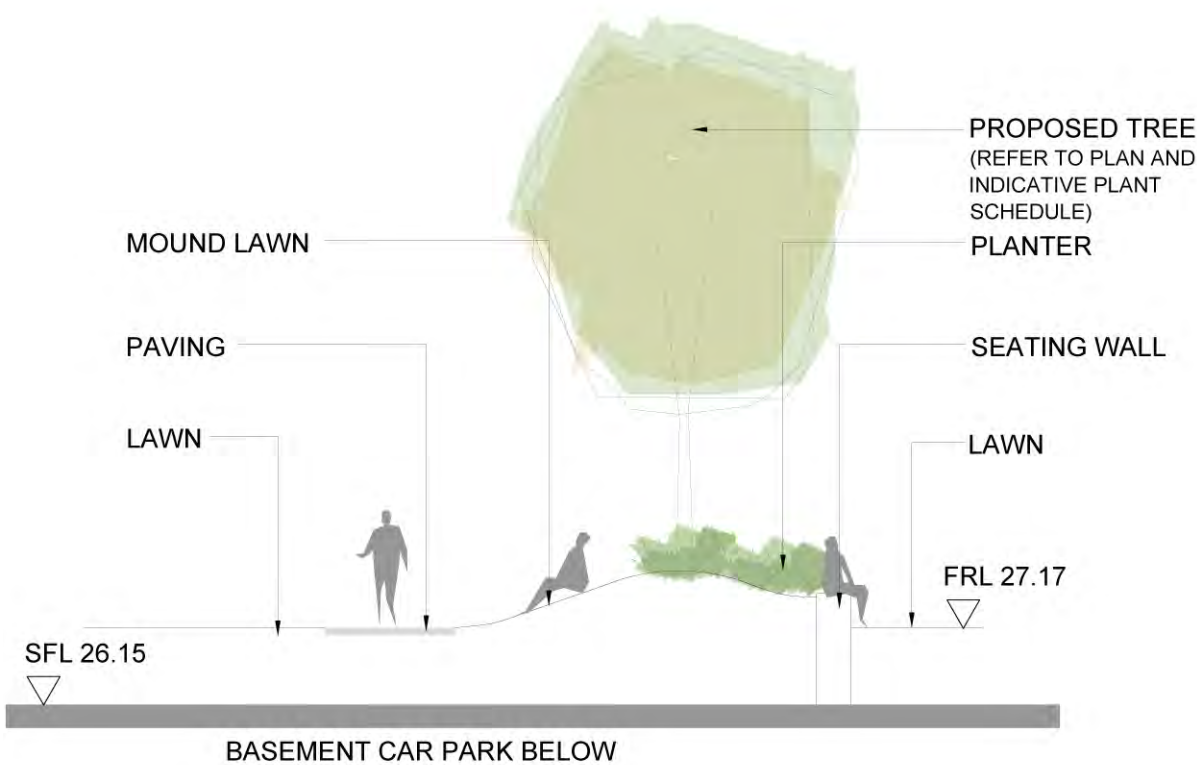 PROPOSED TREE
(REFER TO PLAN AND
INDICATIVE PLANT
SCHEDULE)
MOUND LAWN
PLANTER
PAVING
SEATING WALL
LAWN
LAWN
FRL 27.17
SFL 26.15
BASEMENT CAR PARK BELOW